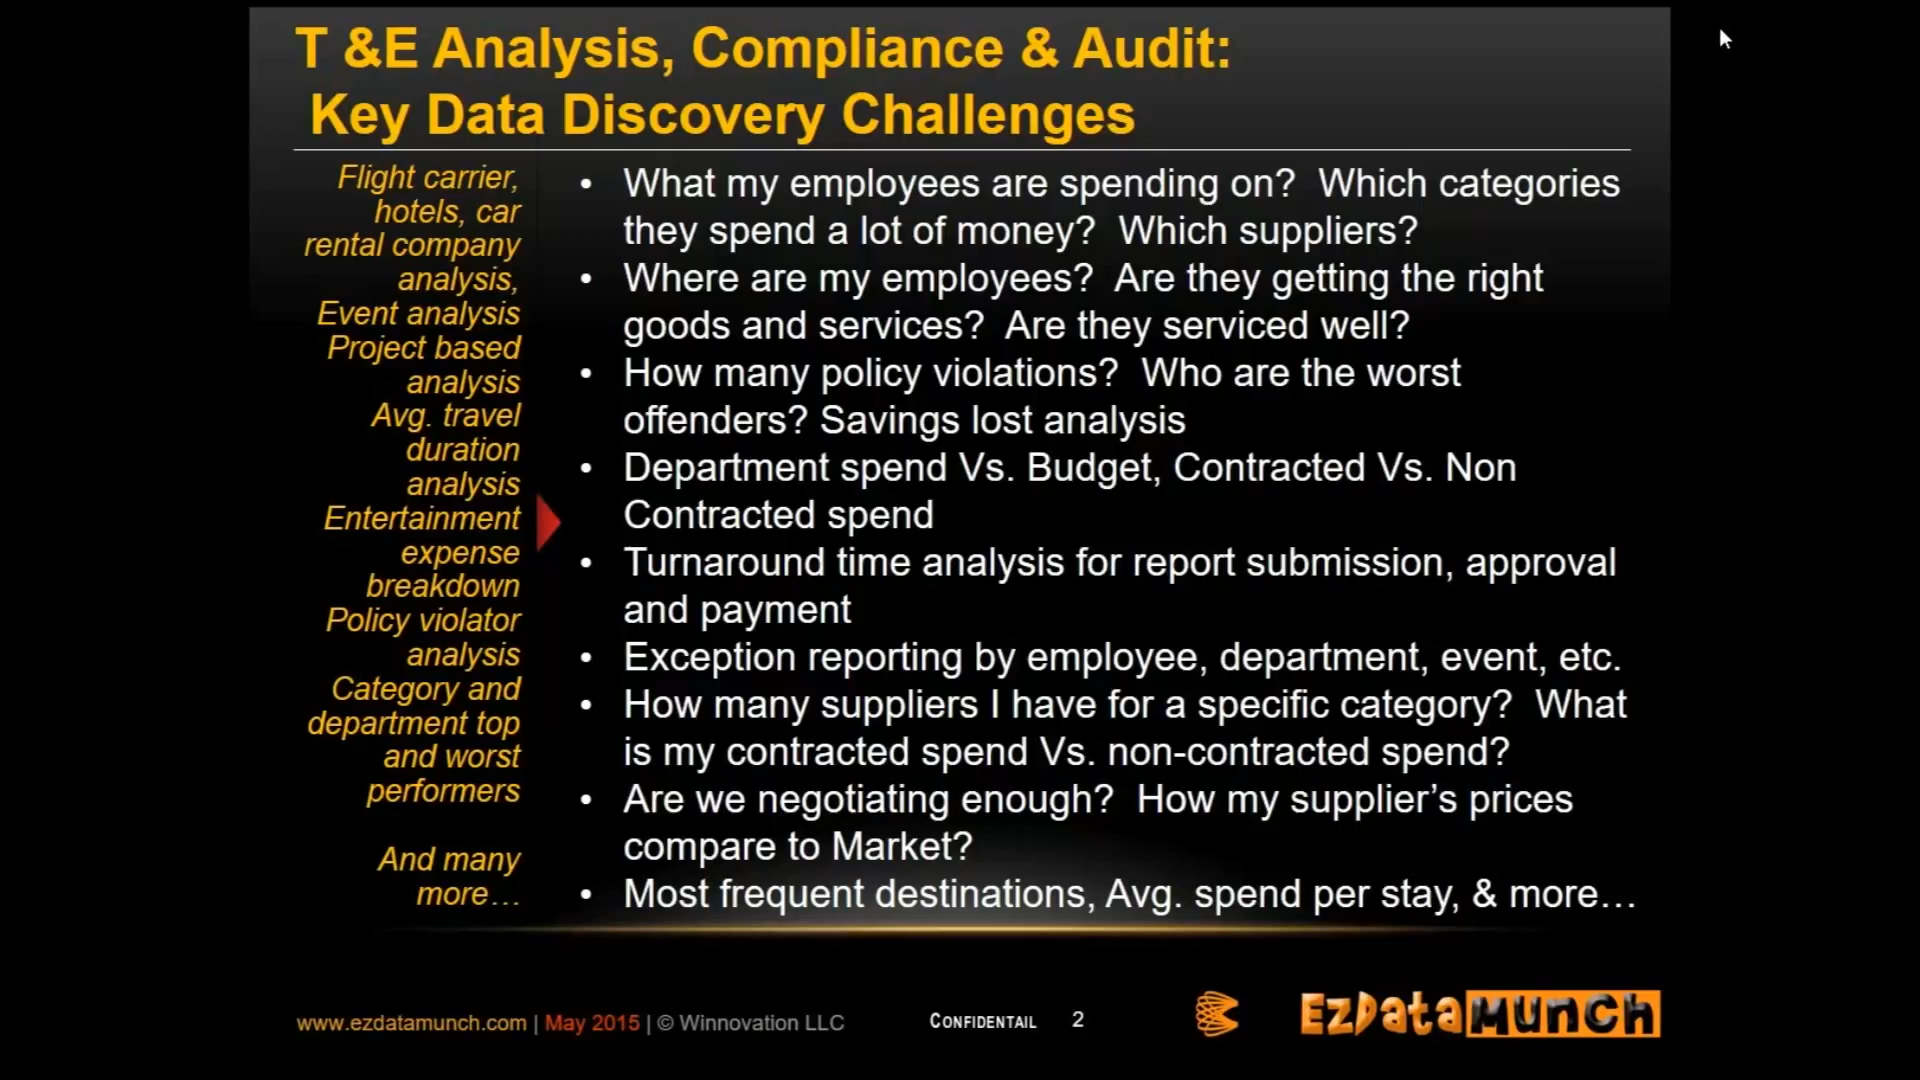 T &E Analysis, Compliance & Audit:
Key Data Discovery Challenges
Flight carrier,
hotels, car
rental company
analysis,
Event analysis
Project based
analysis
Avg. travel
duration
analysis
Entertainment
expense
breakdown
Policy violator
analysis
Category and
department top
and worst
performers
And many
more…
• What my employees are spending on?  Which categories
they spend a lot of money?  Which suppliers?
• Where are my employees?  Are they getting the right
goods and services?  Are they serviced well?
• How many policy violations?  Who are the worst
offenders? Savings lost analysis
• Department spend Vs. Budget, Contracted Vs. Non
Contracted spend
• Turnaround time analysis for report submission, approval
and payment
• Exception reporting by employee, department, event, etc.
• How many suppliers I have for a specific category?  What
is my contracted spend Vs. non-contracted spend?
• Are we negotiating enough?  How my supplier’s prices
compare to Market?
• Most frequent destinations, Avg. spend per stay, & more…
www.ezdatamunch.com | May 2015 | © Winnovation LLC
CONFIDENTAIL 2
EzDataMunch